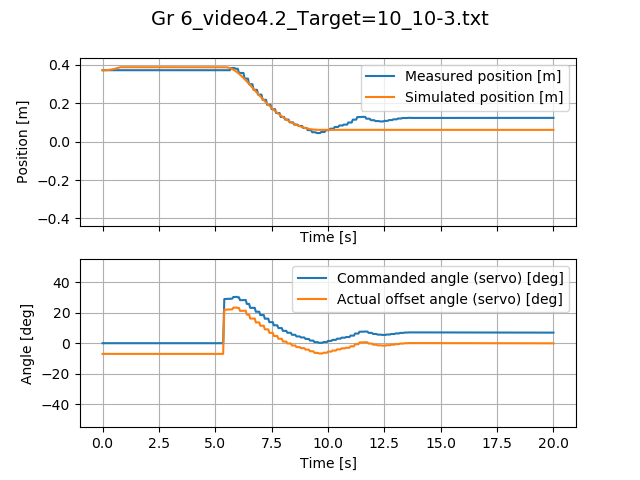 Gr 6_video4.2_Target=10_10-3.txt
0.4
0.2
0.0
−0.2
−0.4
Position [m]
Measured position [m]
Simulated position [m]
Time [s]
40
20
0
−20
−40
Angle [deg]
Commanded angle (servo) [deg]
Actual offset angle (servo) [deg]
0.0 2.5 5.0 7.5 10.0 12.5 15.0 17.5 20.0
Time [s]